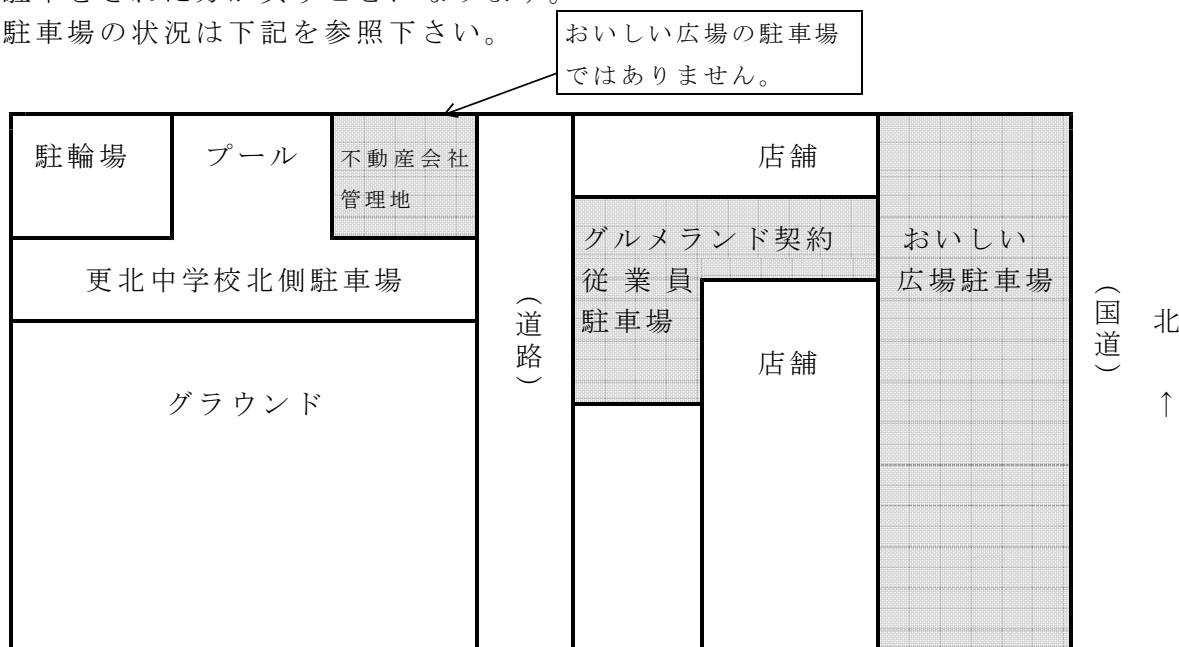 駐車場の状況は下記を参照下さい。
おいしい広場の駐車場
ではありません。
駐輪場
プール
不動産会社
管理地
店舗
グルメランド契約
従業員
駐車場
おいしい
広場駐車場
更北中学校北側駐車場
（道路）
店舗
（国道）
北
↑
グラウンド